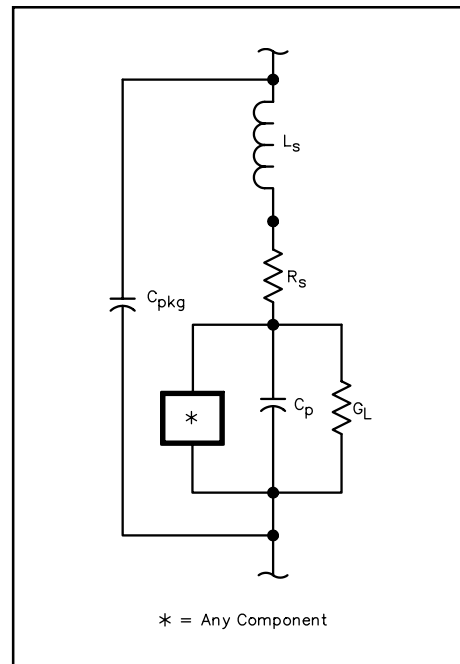 Ls
Rs
Cpkg
*
Cp
GL
* = Any Component